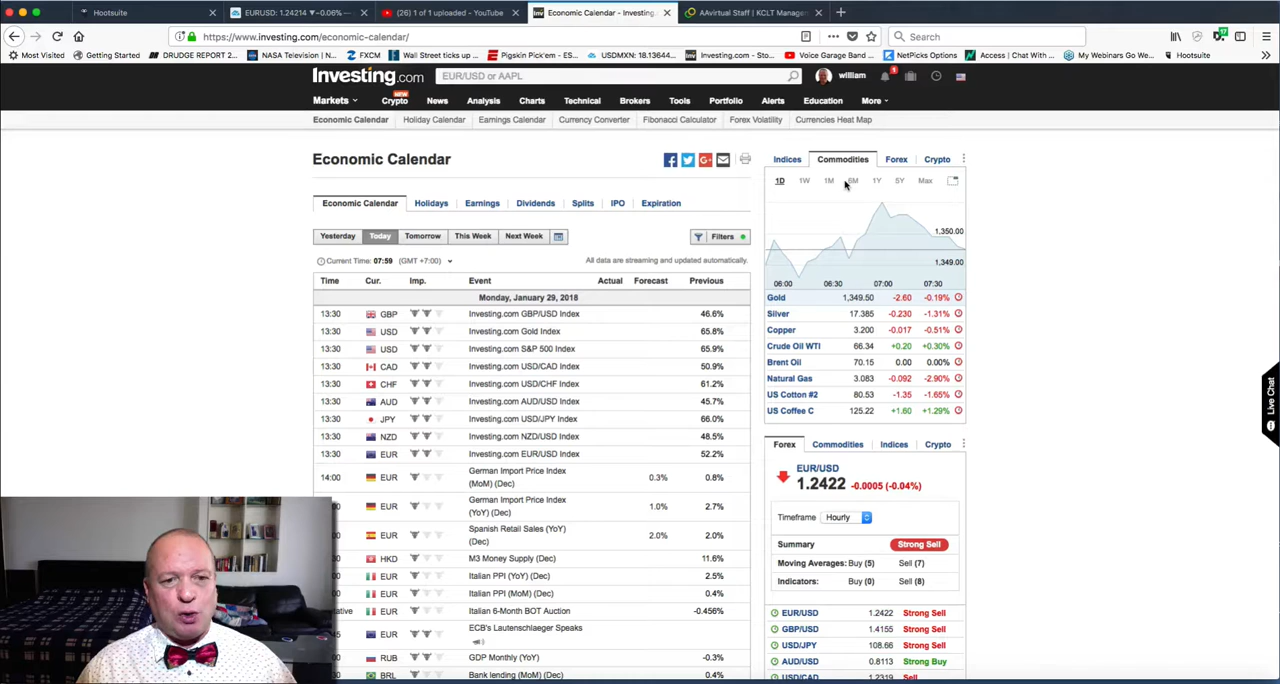 Hootsuite
EURUSD: 1.24214 ▼−0.06%
(26) 1 of 1 uploaded - YouTube
Economic Calendar - Investing.
AAvirtual Staff | KCLT Manage
https://www.investing.com/economic-calendar/
Search
17
Most Visited
Getting Started
DRUDGE REPORT 2...
NASA Television | N...
FXCM
Wall Street ticks up ...
Pigskin Pick'em - ES...
USDMXN: 18.13644...
Investing.com - Sto...
Voice Garage Band ...
NetPicks Options
Access | Chat With ...
My Webinars Go We...
Hootsuite
Investing.com
EUR/USD or AAPL
william
1
Markets
NEW
Crypto
News
Analysis
Charts
Technical
Brokers
Tools
Portfolio
Alerts
Education
More
Economic Calendar
Holiday Calendar
Earnings Calendar
Currency Converter
Fibonacci Calculator
Forex Volatility
Currencies Heat Map
Economic Calendar
Economic Calendar
Holidays
Earnings
Dividends
Splits
IPO
Expiration
Yesterday
Today
Tomorrow
This Week
Next Week
Filters
Current Time: 07:59 (GMT +7:00)
All data are streaming and updated automatically.
Time Cur. Imp. Event Actual Forecast Previous
Monday, January 29, 2018
13:30 GBP Investing.com GBP/USD Index 46.6%
13:30 USD Investing.com Gold Index 65.8%
13:30 USD Investing.com S&P 500 Index 65.9%
13:30 CAD Investing.com USD/CAD Index 50.9%
13:30 CHF Investing.com USD/CHF Index 61.2%
13:30 AUD Investing.com AUD/USD Index 45.7%
13:30 JPY Investing.com USD/JPY Index 66.0%
13:30 NZD Investing.com NZD/USD Index 48.5%
13:30 EUR Investing.com EUR/USD Index 52.2%
14:00 EUR German Import Price Index
(MoM) (Dec) 0.3% 0.8%
EUR German Import Price Index
(YoY) (Dec) 1.0% 2.7%
EUR Spanish Retail Sales (YoY)
(Dec) 2.0% 2.0%
HKD M3 Money Supply (Dec) 11.6%
EUR Italian PPI (YoY) (Dec) 2.5%
EUR Italian PPI (MoM) (Dec) 0.4%
EUR Italian 6-Month BOT Auction -0.456%
EUR ECB's Lautenschlaeger Speaks
RUB GDP Monthly (YoY) -0.3%
BRL Bank lending (MoM) (Dec) 0.4%
Indices
Commodities
Forex
Crypto
1D 1W 1M 6M 1Y 5Y Max
1,350.00
1,349.00
06:00 06:30 07:00 07:30
Gold 1,349.50 -2.60 -0.19%
Silver 17.385 -0.230 -1.31%
Copper 3.200 -0.017 -0.51%
Crude Oil WTI 66.34 +0.20 +0.30%
Brent Oil 70.15 0.00 0.00%
Natural Gas 3.083 -0.092 -2.90%
US Cotton #2 80.53 -1.35 -1.65%
US Coffee C 125.22 +1.60 +1.29%
Forex
Commodities
Indices
Crypto
EUR/USD
1.2422 -0.0005 (-0.04%)
Timeframe Hourly
Summary Strong Sell
Moving Averages: Buy (5) Sell (7)
Indicators: Buy (0) Sell (8)
EUR/USD 1.2422 Strong Sell
GBP/USD 1.4155 Strong Sell
USD/JPY 108.66 Strong Sell
AUD/USD 0.8113 Strong Buy
USD/CAD 1.2319 Sell
Live Chat